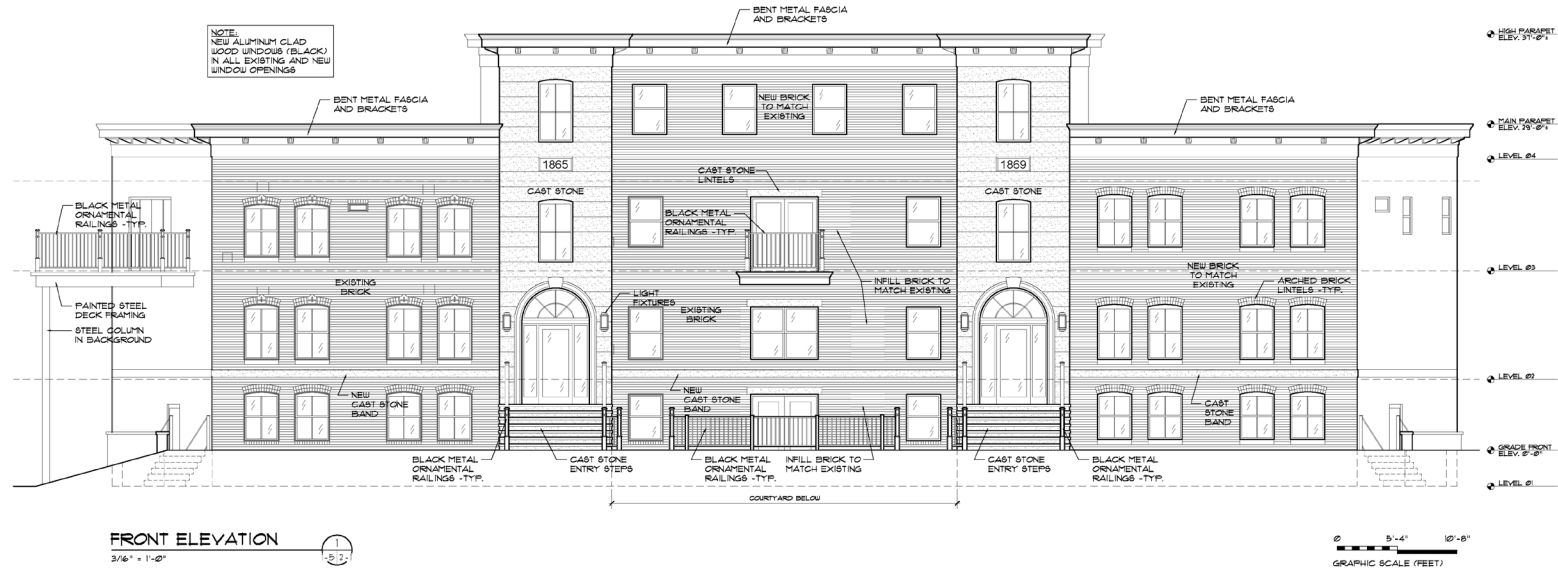 NOTE:
NEW ALUMINUM CLAD
WOOD WINDOWS (BLACK)
IN ALL EXISTING AND NEW
WINDOW OPENINGS
BENT METAL FASCIA
AND BRACKETS
HIGH PARAPET
ELEV. 37'-0"±
BENT METAL FASCIA
AND BRACKETS
NEW BRICK
TO MATCH
EXISTING
BENT METAL FASCIA
AND BRACKETS
MAIN PARAPET
ELEV. 29'-0"±
LEVEL 04
1865
CAST STONE
CAST STONE
LINTELS
1869
CAST STONE
BLACK METAL
ORNAMENTAL
RAILINGS -TYP.
BLACK METAL
ORNAMENTAL
RAILINGS -TYP.
LEVEL 03
EXISTING
BRICK
PAINTED STEEL
DECK FRAMING
STEEL COLUMN
IN BACKGROUND
LIGHT
FIXTURES
EXISTING
BRICK
INFILL BRICK TO
MATCH EXISTING
NEW BRICK
TO MATCH
EXISTING
ARCHED BRICK
LINTELS -TYP.
LEVEL 02
NEW
CAST STONE
BAND
NEW
CAST STONE
BAND
CAST
STONE
BAND
GRADE FRONT
ELEV. 0'-0"
BLACK METAL
ORNAMENTAL
RAILINGS -TYP.
CAST STONE
ENTRY STEPS
BLACK METAL
ORNAMENTAL
RAILINGS -TYP.
INFILL BRICK TO
MATCH EXISTING
CAST STONE
ENTRY STEPS
BLACK METAL
ORNAMENTAL
RAILINGS -TYP.
LEVEL 01
COURTYARD BELOW
FRONT ELEVATION
3/16" = 1'-0"
1
0 5'-4" 10'-8"
GRAPHIC SCALE (FEET)